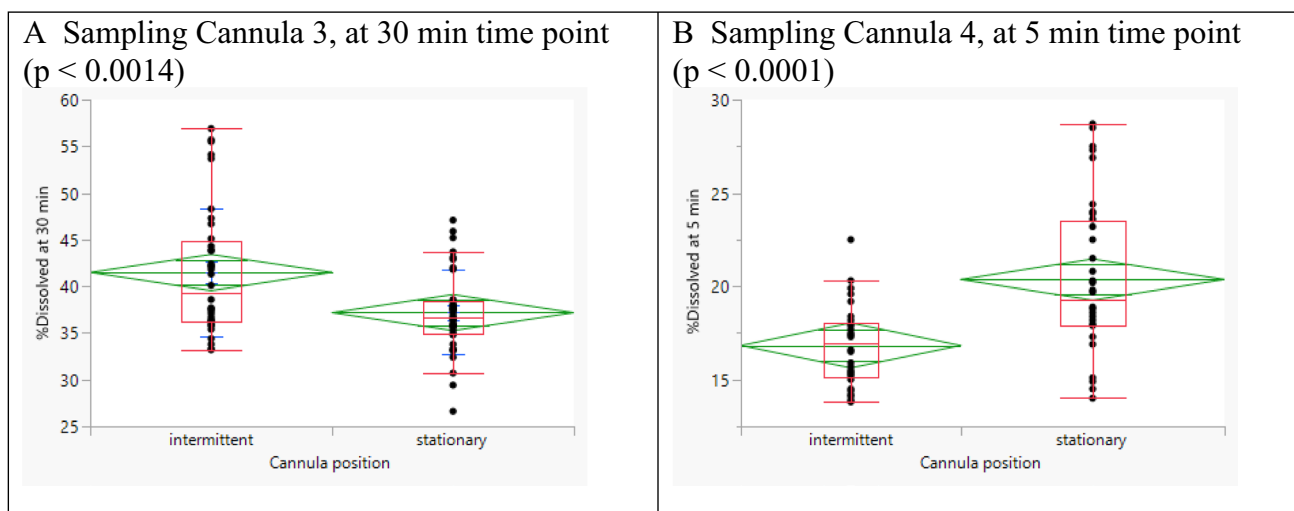 A Sampling Cannula 3, at 30 min time point
(p < 0.0014)
60
55
50
45
40
35
30
25
%Dissolved at 30 min
intermittent
stationary
Cannula position
B Sampling Cannula 4, at 5 min time point
(p < 0.0001)
30
25
20
15
%Dissolved at 5 min
intermittent
stationary
Cannula position